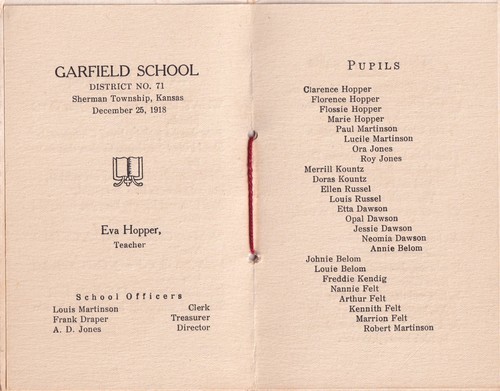 GARFIELD SCHOOL
DISTRICT NO. 71
Sherman Township, Kansas
December 25, 1918
Eva Hopper,
Teacher
School Officers
Louis Martinson Clerk
Frank Draper Treasurer
A. D. Jones Director
PUPILS
Clarence Hopper
Florence Hopper
Flossie Hopper
Marie Hopper
Paul Martinson
Lucile Martinson
Ora Jones
Roy Jones
Merrill Kountz
Doras Kountz
Ellen Russel
Louis Russel
Etta Dawson
Opal Dawson
Jessie Dawson
Neomia Dawson
Annie Belom
Johnie Belom
Louie Belom
Freddie Kendig
Nannie Felt
Arthur Felt
Kennith Felt
Marrion Felt
Robert Martinson